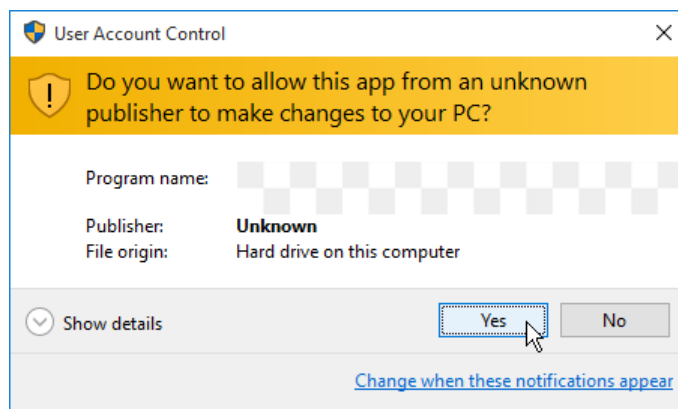 User Account Control
Do you want to allow this app from an unknown
publisher to make changes to your PC?
Program name:
Publisher: Unknown
File origin: Hard drive on this computer
Show details
Yes No
Change when these notifications appear